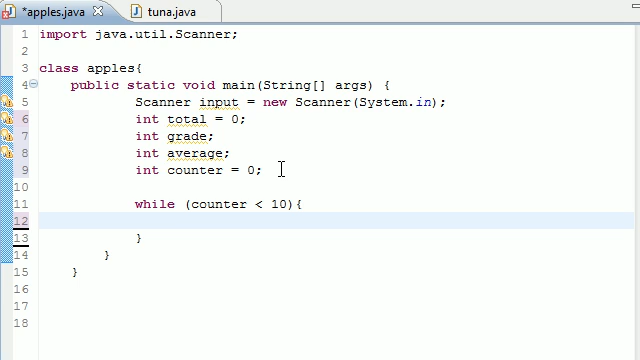 *apples.java tuna.java
1 import java.util.Scanner;
2
3 class apples{
4 public static void main(String[] args) {
5 Scanner input = new Scanner(System.in);
6 int total = 0;
7 int grade;
8 int average;
9 int counter = 0;
10
11 while (counter < 10){
12
13 }
14 }
15 }
16
17
18